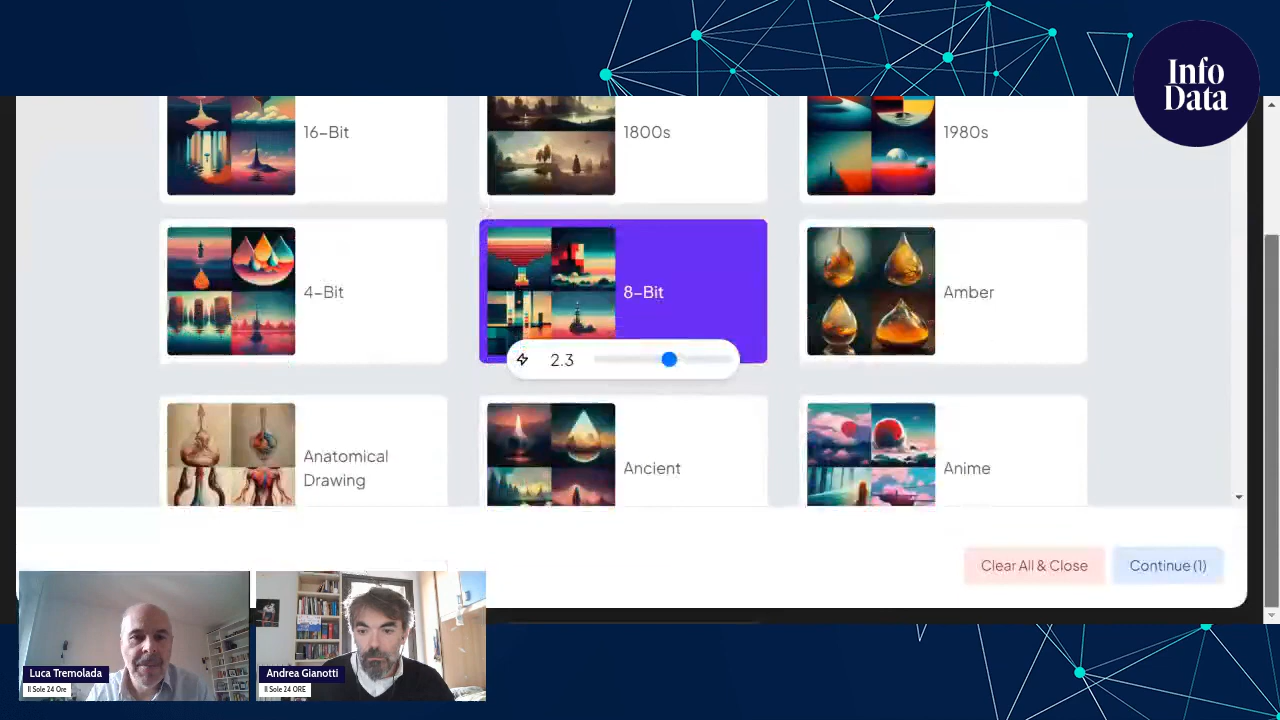 Info
Data
16-Bit
1800s
1980s
4-Bit
8-Bit
Amber
2.3
Anatomical
Drawing
Ancient
Anime
Clear All & Close
Continue (1)
Luca Tremolada
Il Sole 24 Ore
Andrea Gianotti
Il Sole 24 ORE